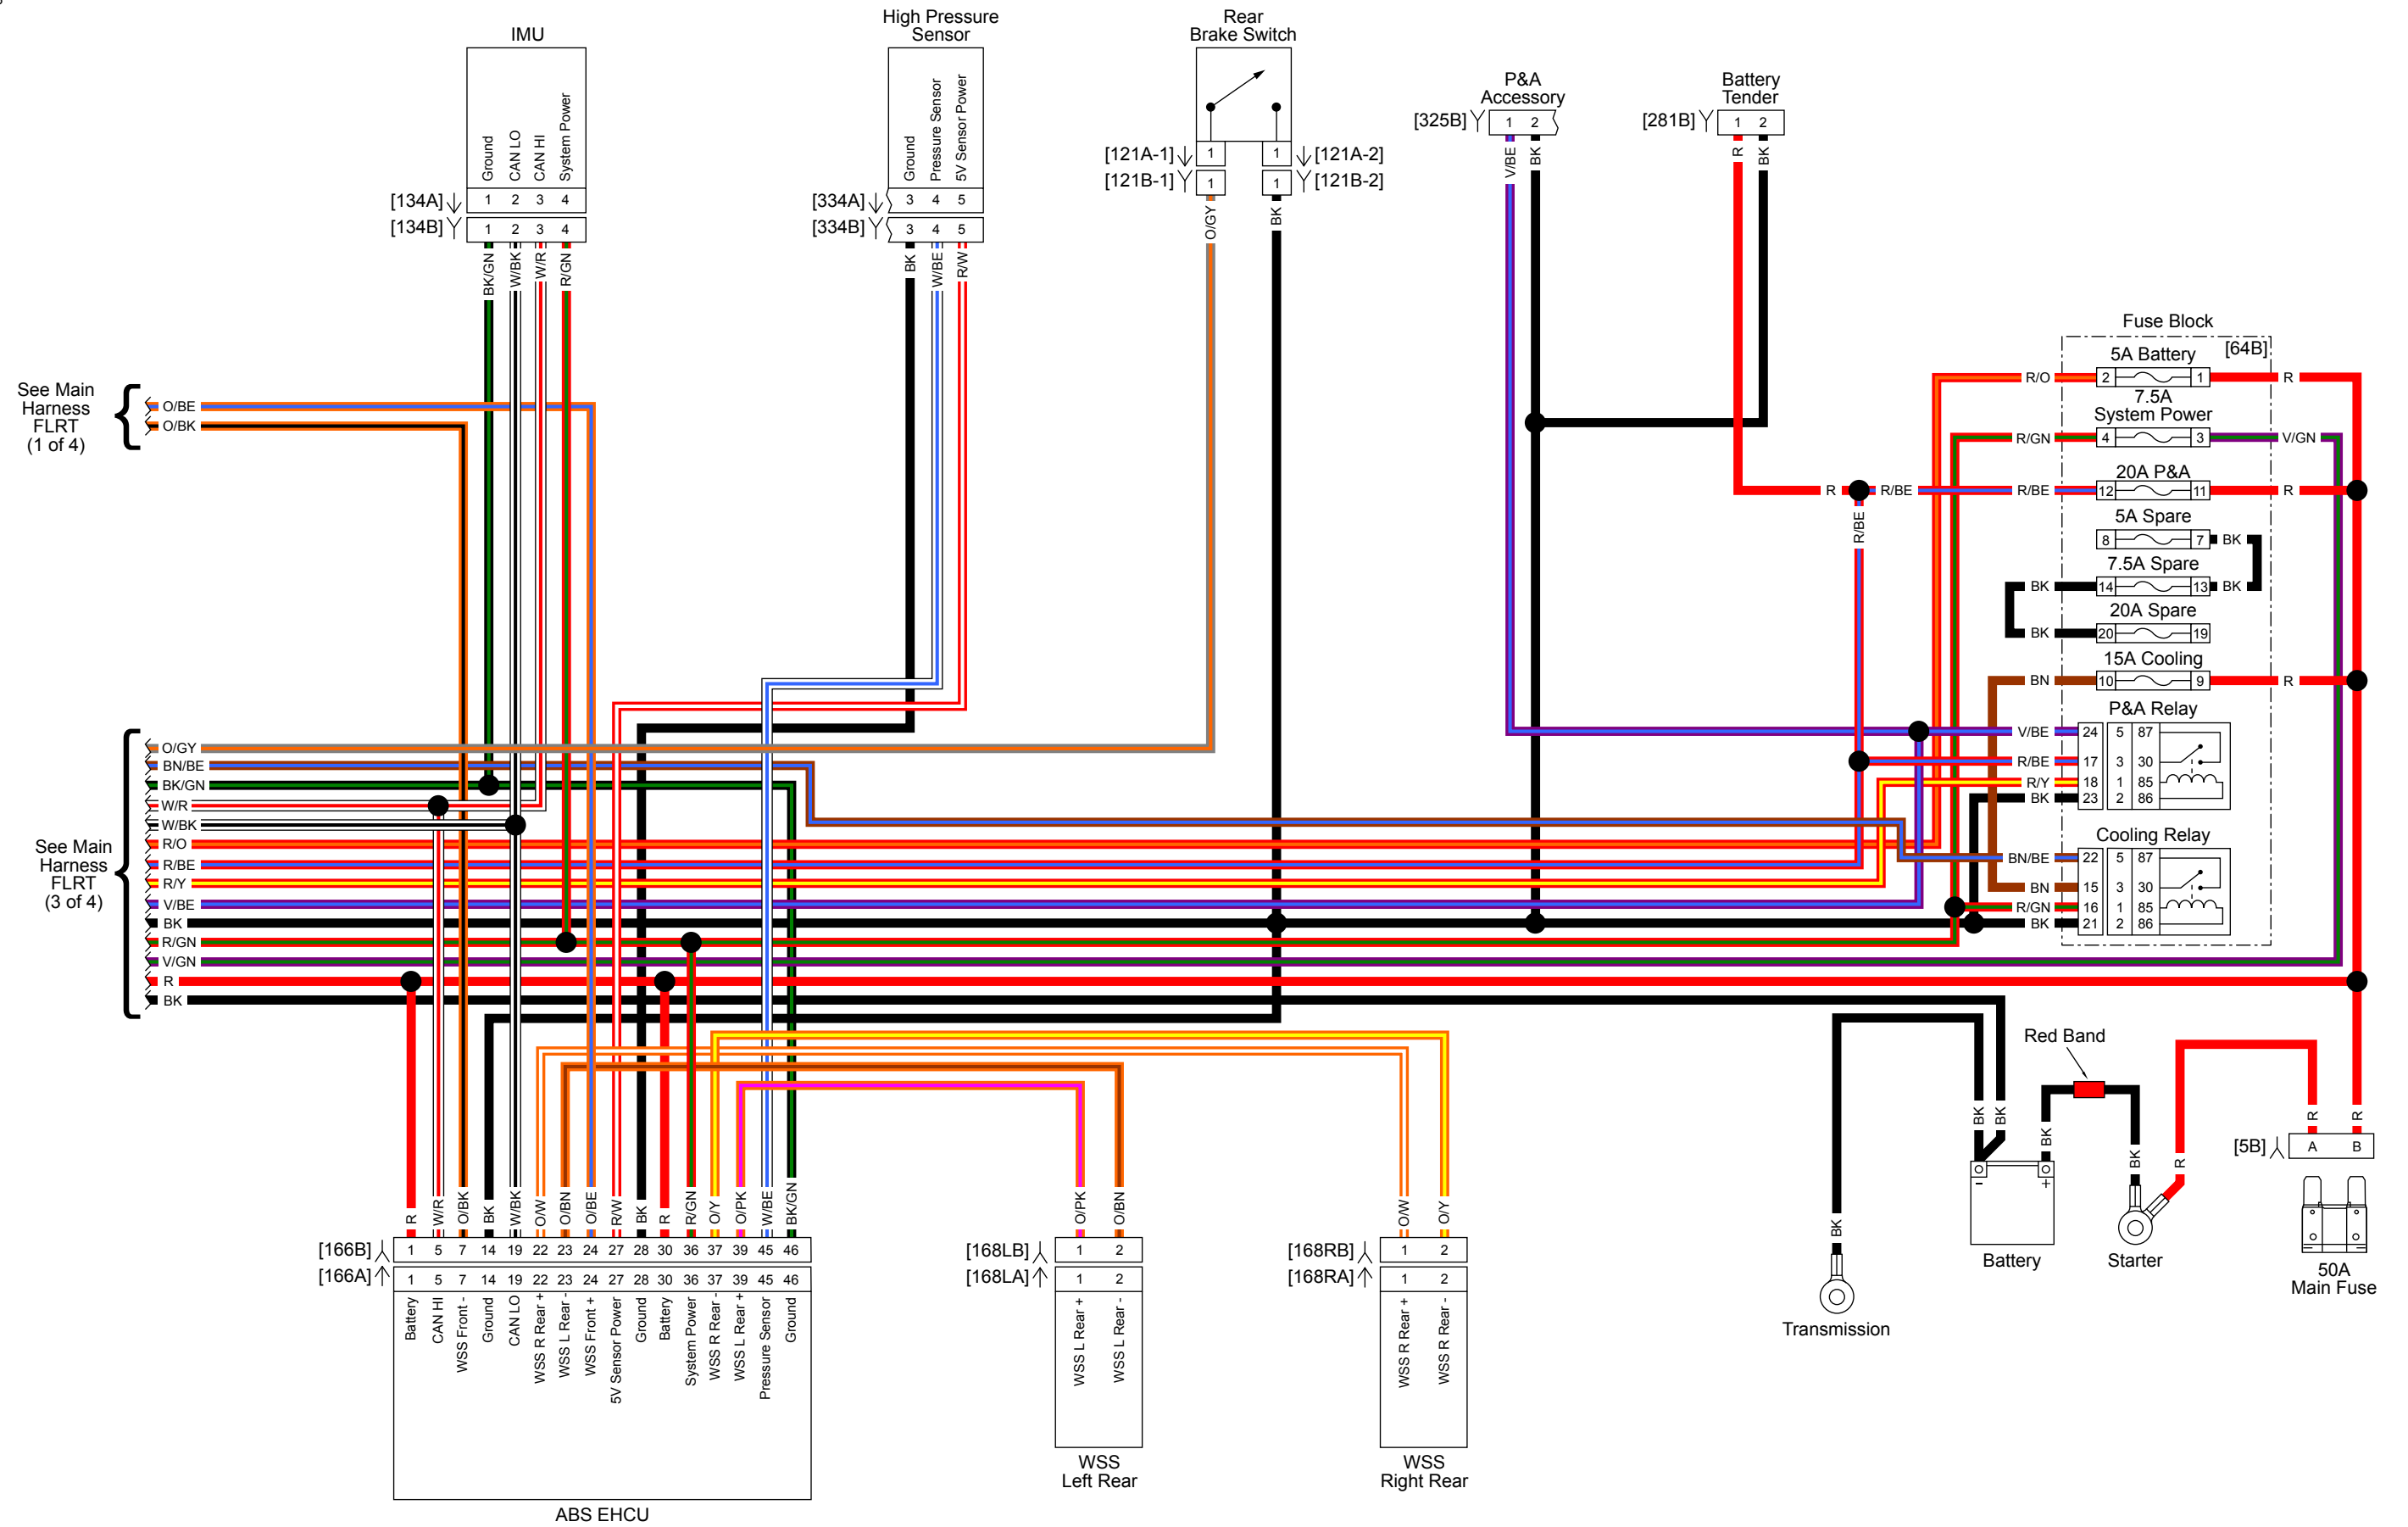 IMU
Ground
CAN LO
CAN HI
System Power
[134A] 1 2 3 4
[134B] 1 2 3 4
BK/GN
W/BK
W/R
R/GN
High Pressure
Sensor
Ground
Pressure Sensor
5V Sensor Power
[334A] 3 4 5
[334B] 3 4 5
BK
W/BE
R/W
Rear
Brake Switch
[121A-1] 1 1 [121A-2]
[121B-1] 1 1 [121B-2]
O/GY
BK
P&A
Accessory
[325B] 1 2
V/BE
BK
Battery
Tender
[281B] 1 2
R
BK
R
R/BE
R/BE
Fuse Block
[64B]
5A Battery
R/O 2 1 R
7.5A
System Power
R/GN 4 3 V/GN
20A P&A
R/BE 12 11 R
5A Spare
8 7 BK
7.5A Spare
BK 14 13 BK
20A Spare
BK 20 19
15A Cooling
BN 10 9 R
P&A Relay
V/BE 24 5 87
R/BE 17 3 30
R/Y 18 1 85
BK 23 2 86
Cooling Relay
BN/BE 22 5 87
BN 15 3 30
R/GN 16 1 85
BK 21 2 86
See Main
Harness
FLRT
(1 of 4)
O/BE
O/BK
See Main
Harness
FLRT
(3 of 4)
O/GY
BN/BE
BK/GN
W/R
W/BK
R/O
R/BE
R/Y
V/BE
BK
R/GN
V/GN
R
BK
R
W/R
O/BK
BK
W/BK
O/W
O/BN
O/BE
R/W
BK
R
R/GN
O/Y
O/PK
W/BE
BK/GN
[166B] 1 5 7 14 19 22 23 24 27 28 30 36 37 39 45 46
[166A] 1 5 7 14 19 22 23 24 27 28 30 36 37 39 45 46
Battery
CAN HI
WSS Front -
Ground
CAN LO
WSS R Rear +
WSS L Rear -
WSS Front +
5V Sensor Power
Ground
Battery
System Power
WSS R Rear -
WSS L Rear +
Pressure Sensor
Ground
ABS EHCU
O/PK
O/BN
[168LB] 1 2
[168LA] 1 2
WSS L Rear +
WSS L Rear -
WSS
Left Rear
O/W
O/Y
[168RB] 1 2
[168RA] 1 2
WSS R Rear +
WSS R Rear -
WSS
Right Rear
BK
Transmission
BK
BK
BK
- +
Battery
Red Band
BK
R
Starter
R
R
[5B] A B
50A
Main Fuse